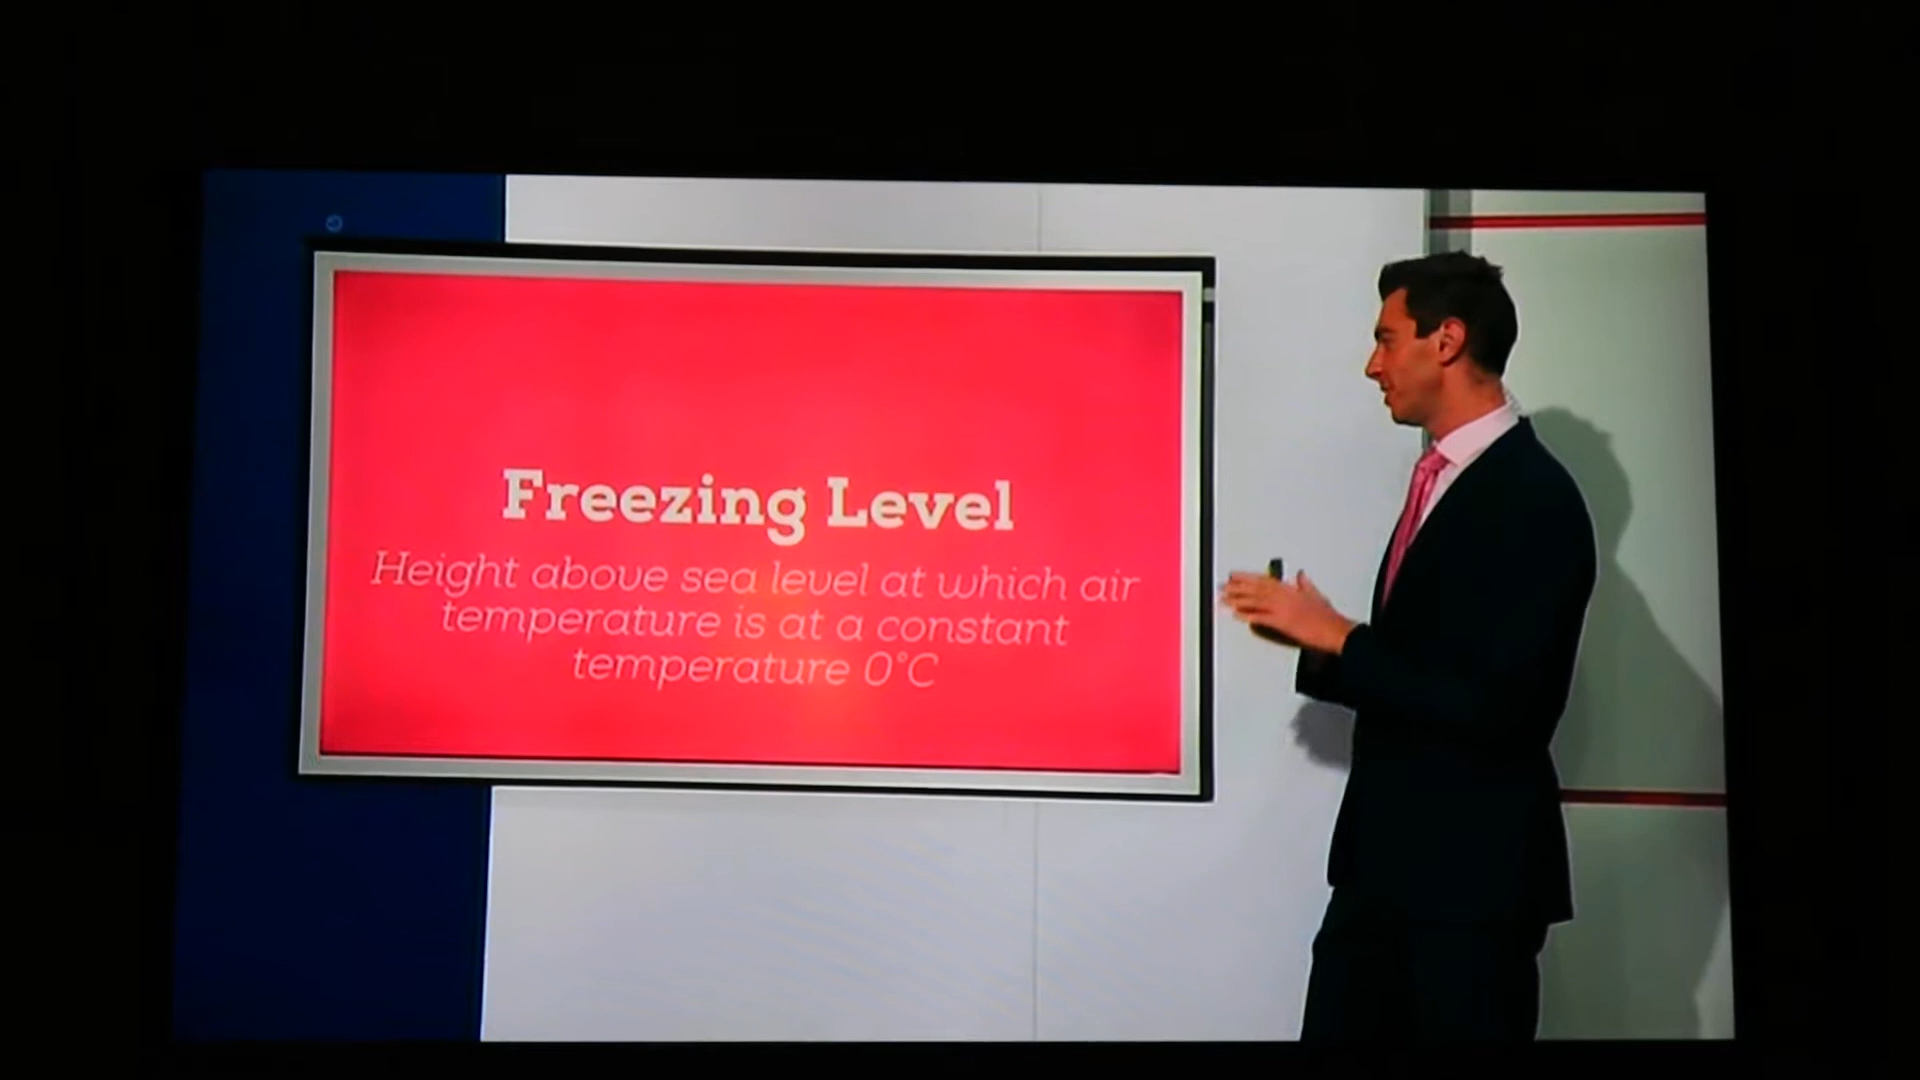 Freezing Level
Height above sea level at which air
temperature is at a constant
temperature 0°C